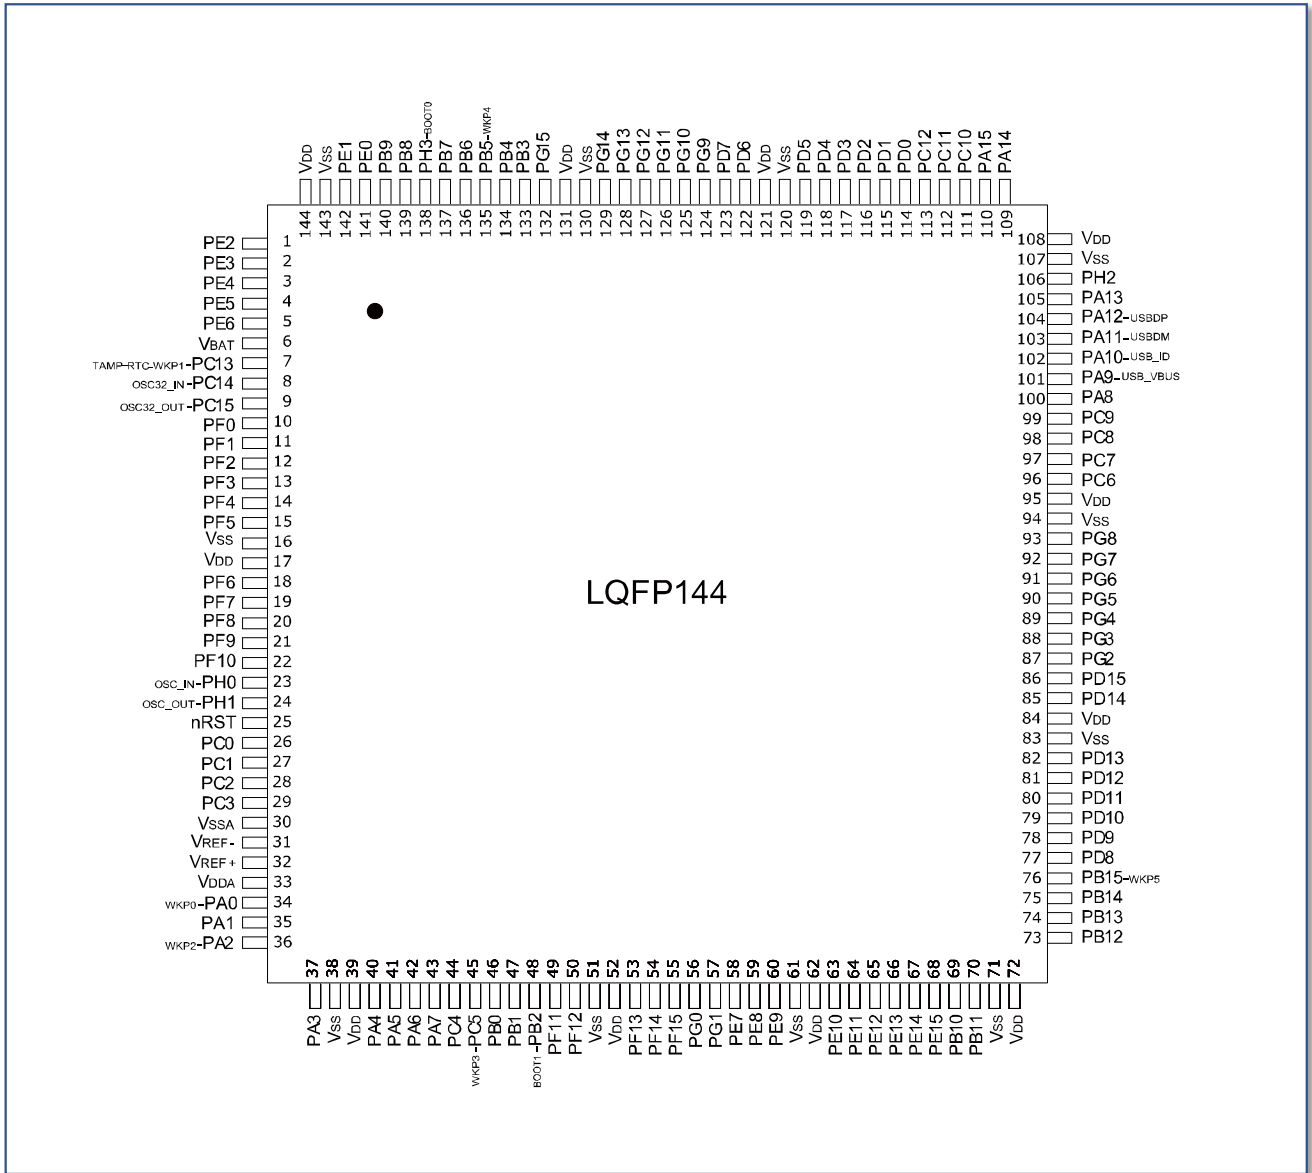 VDD
VSS
PE1
PE0
PB9
PB8
PH3-BOOT0
PB7
PB6
PB5-WKP4
PB4
PB3
PG15
VDD
VSS
PG14
PG13
PG12
PG11
PG10
PG9
PD7
PD6
VDD
VSS
PD5
PD4
PD3
PD2
PD1
PD0
PC12
PC11
PC10
PA15
PA14
144
143
142
141
140
139
138
137
136
135
134
133
132
131
130
129
128
127
126
125
124
123
122
121
120
119
118
117
116
115
114
113
112
111
110
109
PE2 1
PE3 2
PE4 3
PE5 4
PE6 5
VBAT 6
TAMP-RTC-WKP1-PC13 7
OSC32_IN-PC14 8
OSC32_OUT-PC15 9
PF0 10
PF1 11
PF2 12
PF3 13
PF4 14
PF5 15
VSS 16
VDD 17
PF6 18
PF7 19
PF8 20
PF9 21
PF10 22
OSC_IN-PH0 23
OSC_OUT-PH1 24
nRST 25
PC0 26
PC1 27
PC2 28
PC3 29
VSSA 30
VREF- 31
VREF+ 32
VDDA 33
WKP0-PA0 34
PA1 35
WKP2-PA2 36
LQFP144
108 VDD
107 VSS
106 PH2
105 PA13
104 PA12-USBDP
103 PA11-USBDM
102 PA10-USB_ID
101 PA9-USB_VBUS
100 PA8
99 PC9
98 PC8
97 PC7
96 PC6
95 VDD
94 VSS
93 PG8
92 PG7
91 PG6
90 PG5
89 PG4
88 PG3
87 PG2
86 PD15
85 PD14
84 VDD
83 VSS
82 PD13
81 PD12
80 PD11
79 PD10
78 PD9
77 PD8
76 PB15-WKP5
75 PB14
74 PB13
73 PB12
37
38
39
40
41
42
43
44
45
46
47
48
49
50
51
52
53
54
55
56
57
58
59
60
61
62
63
64
65
66
67
68
69
70
71
72
PA3
VSS
VDD
PA4
PA5
PA6
PA7
PC4
WKP3-PC5
PB0
PB1
BOOT1-PB2
PF11
PF12
VSS
VDD
PF13
PF14
PF15
PG0
PG1
PE7
PE8
PE9
VSS
VDD
PE10
PE11
PE12
PE13
PE14
PE15
PB10
PB11
VSS
VDD